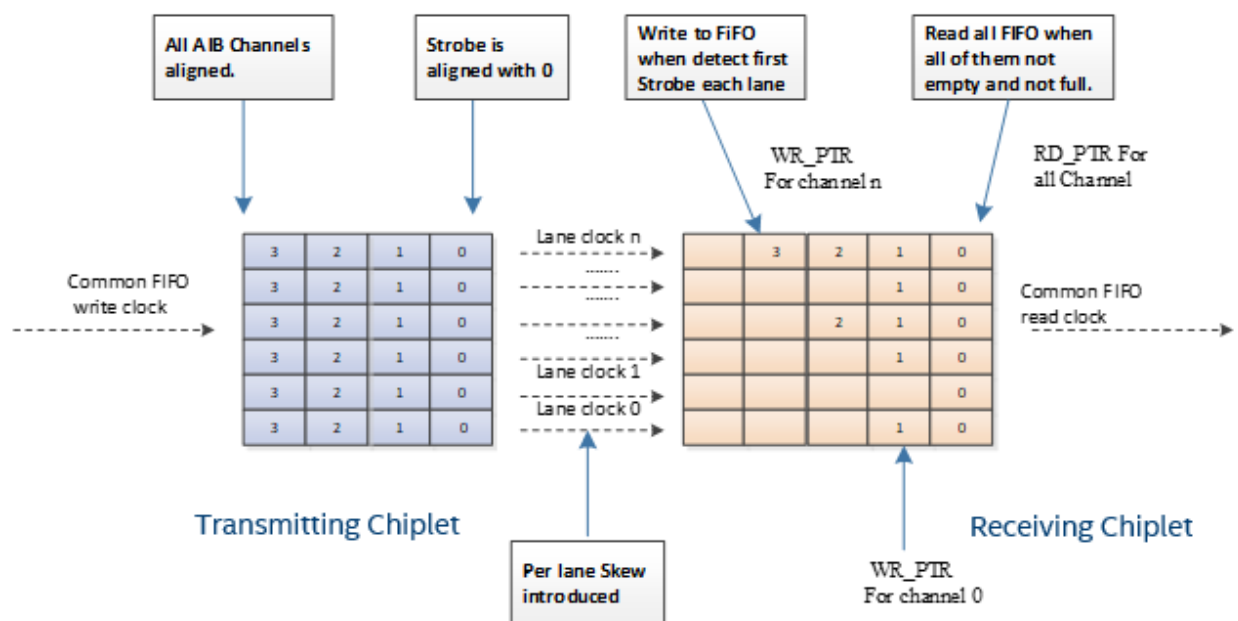 All AIB Channels
aligned.
Strobe is
aligned with 0
Write to FiFO
when detect first
Strobe each lane
Read all FIFO when
all of them not
empty and not full.
WR_PTR
For channel n
RD_PTR For
all Channel
Common FIFO
write clock
Lane clock n
.......
.......
.......
Lane clock 1
Lane clock 0
3 2 1 0
3 2 1 0
3 2 1 0
3 2 1 0
3 2 1 0
3 2 1 0
3 2 1 0
1 0
2 1 0
1 0
0
1 0
Common FIFO
read clock
Transmitting Chiplet
Receiving Chiplet
Per lane Skew
introduced
WR_PTR
For channel 0